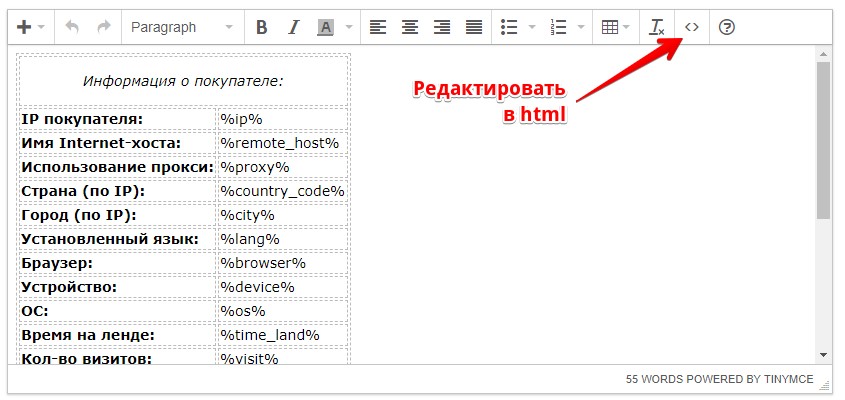 Paragraph B I A
Информация о покупателе:
Редактировать
в html
IP покупателя: %ip%
Имя Internet-хоста: %remote_host%
Использование прокси: %proxy%
Страна (по IP): %country_code%
Город (по IP): %city%
Установленный язык: %lang%
Браузер: %browser%
Устройство: %device%
ОС: %os%
Время на ленде: %time_land%
Кол-во визитов: %visit%
55 WORDS POWERED BY TINYMCE